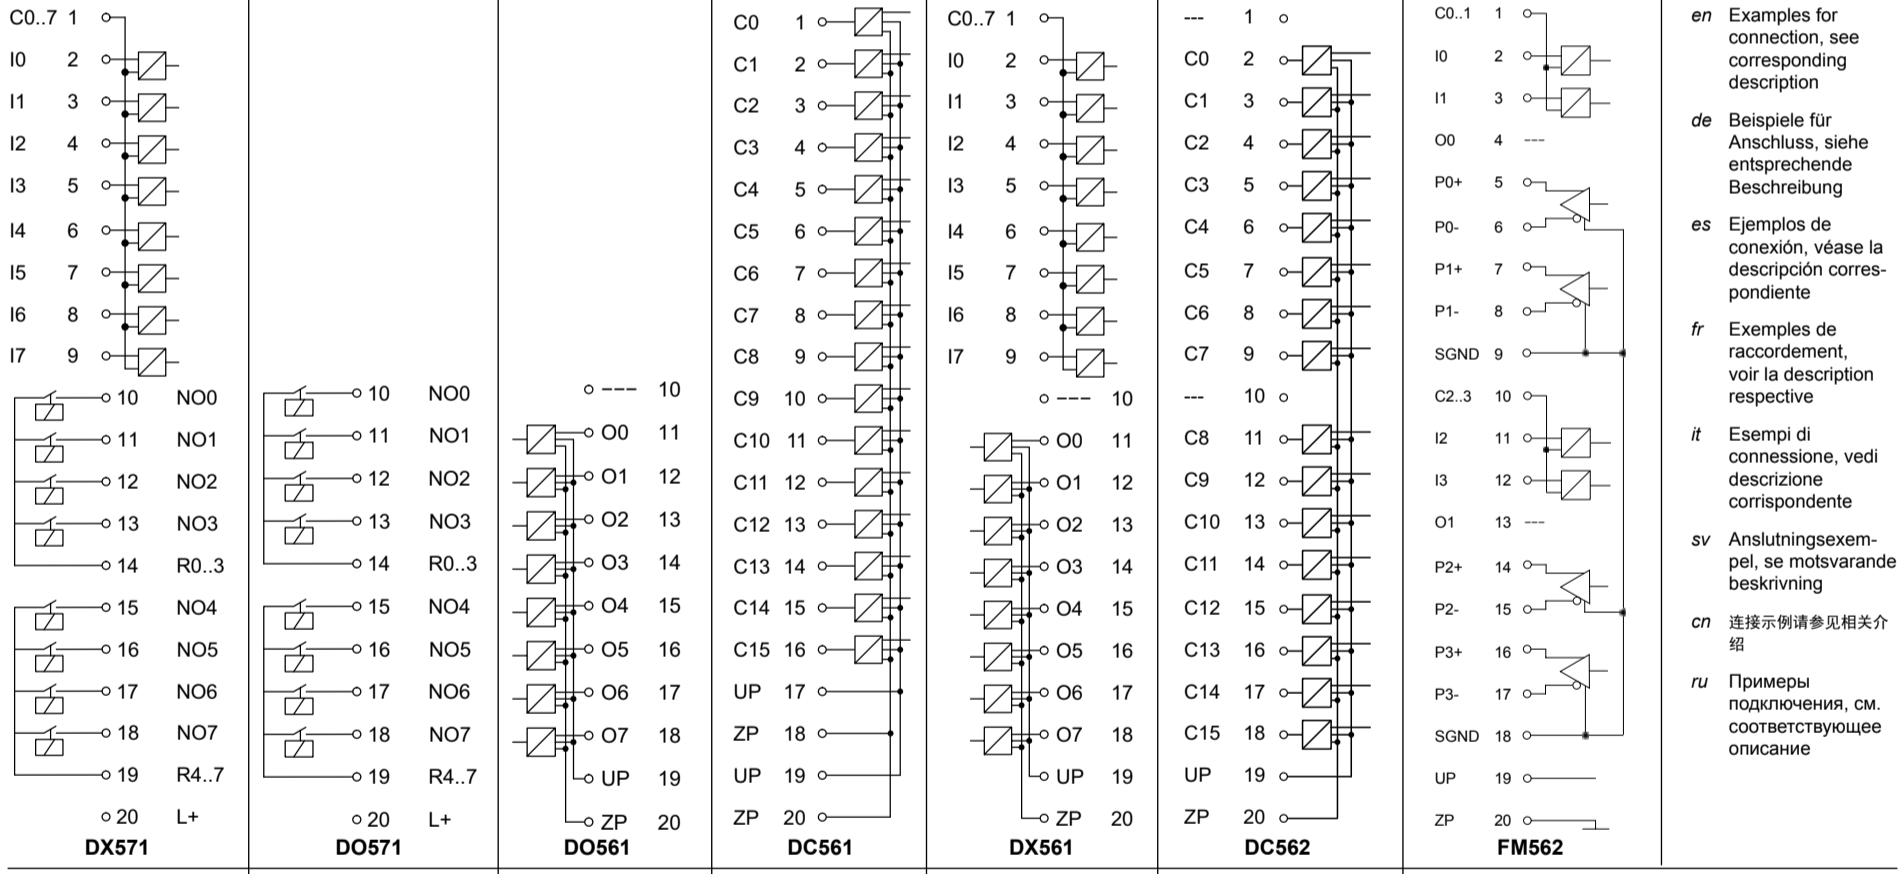 C0..7 1
I0 2
I1 3
I2 4
I3 5
I4 6
I5 7
I6 8
I7 9
10 NO0
11 NO1
12 NO2
13 NO3
14 R0..3
15 NO4
16 NO5
17 NO6
18 NO7
19 R4..7
20 L+
DX571
10 NO0
11 NO1
12 NO2
13 NO3
14 R0..3
15 NO4
16 NO5
17 NO6
18 NO7
19 R4..7
20 L+
DO571
--- 10
O0 11
O1 12
O2 13
O3 14
O4 15
O5 16
O6 17
O7 18
UP 19
ZP 20
DO561
C0 1
C1 2
C2 3
C3 4
C4 5
C5 6
C6 7
C7 8
C8 9
C9 10
C10 11
C11 12
C12 13
C13 14
C14 15
C15 16
UP 17
ZP 18
UP 19
ZP 20
DC561
C0..7 1
I0 2
I1 3
I2 4
I3 5
I4 6
I5 7
I6 8
I7 9
--- 10
O0 11
O1 12
O2 13
O3 14
O4 15
O5 16
O6 17
O7 18
UP 19
ZP 20
DX561
--- 1
C0 2
C1 3
C2 4
C3 5
C4 6
C5 7
C6 8
C7 9
--- 10
C8 11
C9 12
C10 13
C11 14
C12 15
C13 16
C14 17
C15 18
UP 19
ZP 20
DC562
C0..1 1
I0 2
I1 3
O0 4 ---
P0+ 5
P0- 6
P1+ 7
P1- 8
SGND 9
C2..3 10
I2 11
I3 12
O1 13 ---
P2+ 14
P2- 15
P3+ 16
P3- 17
SGND 18
UP 19
ZP 20
FM562
en Examples for
connection, see
corresponding
description
de Beispiele für
Anschluss, siehe
entsprechende
Beschreibung
es Ejemplos de
conexión, véase la
descripción corres-
pondiente
fr Exemples de
raccordement,
voir la description
respective
it Esempi di
connessione, vedi
descrizione
corrispondente
sv Anslutningsexem-
pel, se motsvarande
beskrivning
cn 连接示例请参见相关介
绍
ru Примеры
подключения, см.
соответствующее
описание